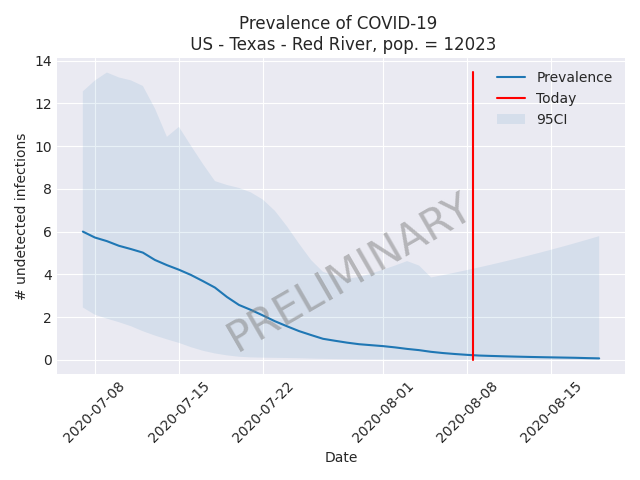 Prevalence of COVID-19
US - Texas - Red River, pop. = 12023
14
12
10
8
6
4
2
0
# undetected infections
Prevalence
Today
95CI
PRELIMINARY
2020-07-08
2020-07-15
2020-07-22
2020-08-01
2020-08-08
2020-08-15
Date